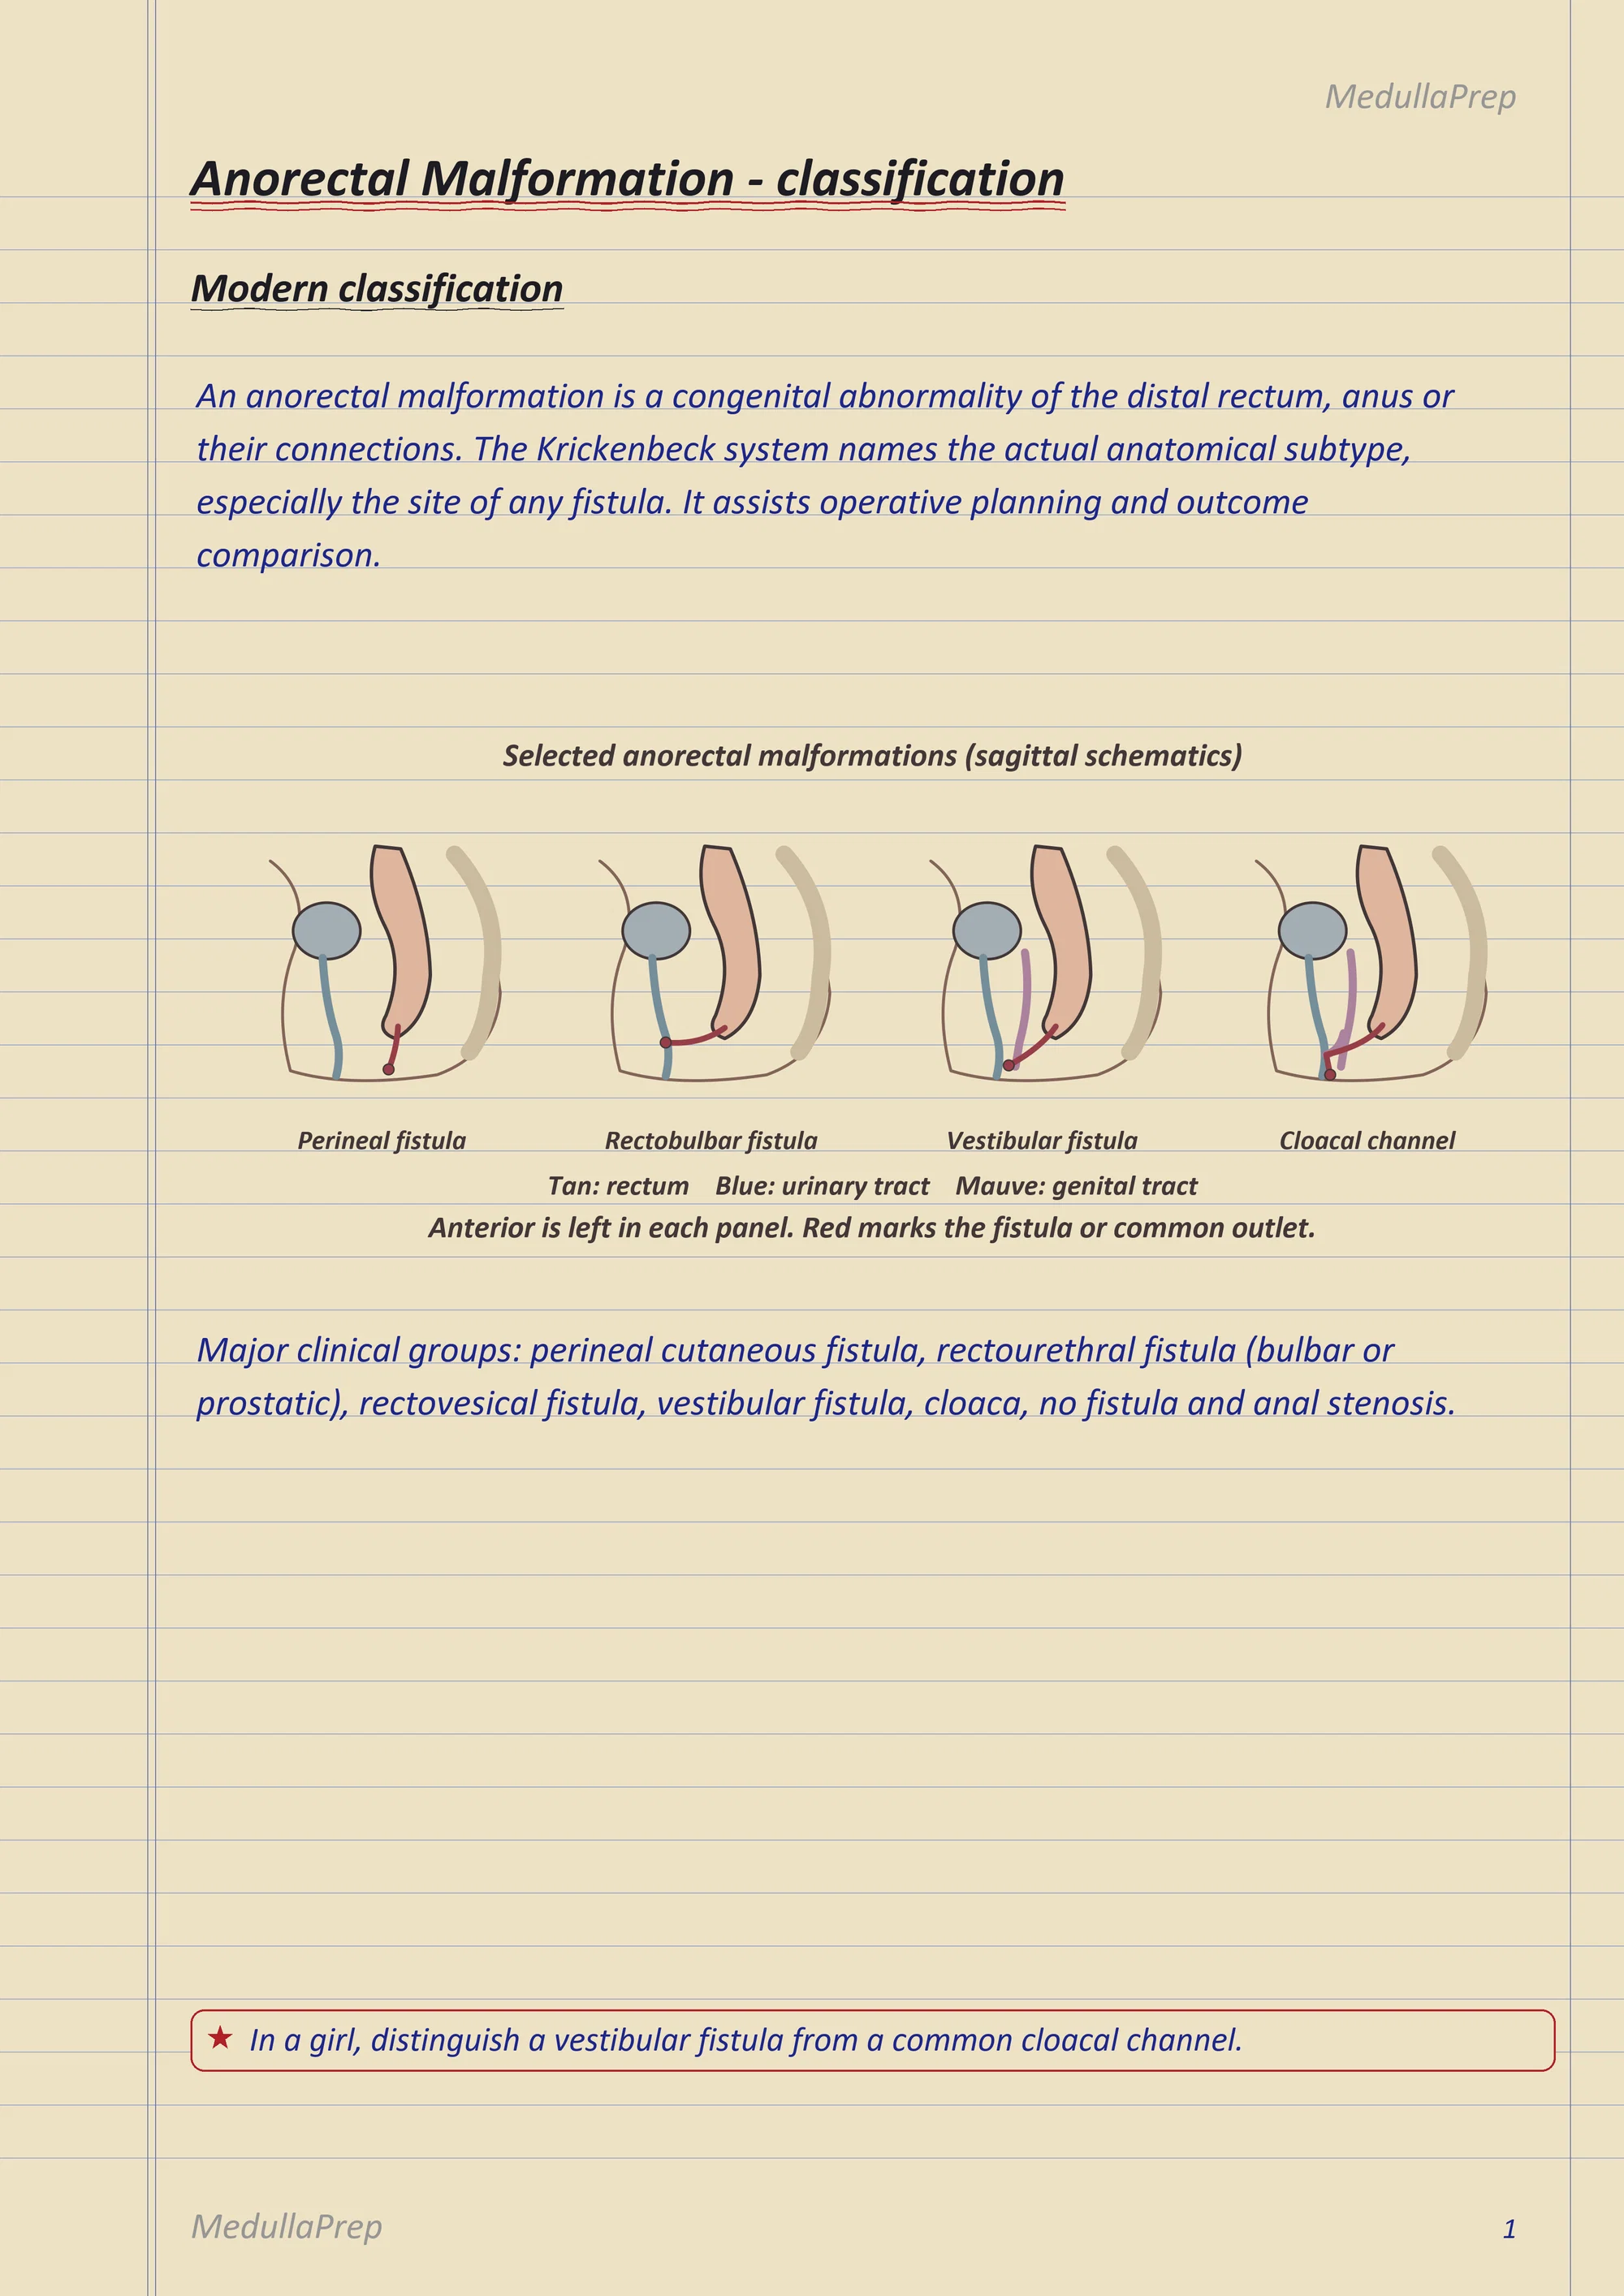 MedullaPrep
Anorectal Malformation - classification
Modern classification
An anorectal malformation is a congenital abnormality of the distal rectum, anus or
their connections. The Krickenbeck system names the actual anatomical subtype,
especially the site of any fistula. It assists operative planning and outcome
comparison.
Selected anorectal malformations (sagittal schematics)
Perineal fistula
Rectobulbar fistula
Vestibular fistula
Cloacal channel
Tan: rectum Blue: urinary tract Mauve: genital tract
Anterior is left in each panel. Red marks the fistula or common outlet.
Major clinical groups: perineal cutaneous fistula, rectourethral fistula (bulbar or
prostatic), rectovesical fistula, vestibular fistula, cloaca, no fistula and anal stenosis.
★ In a girl, distinguish a vestibular fistula from a common cloacal channel.
MedullaPrep
1